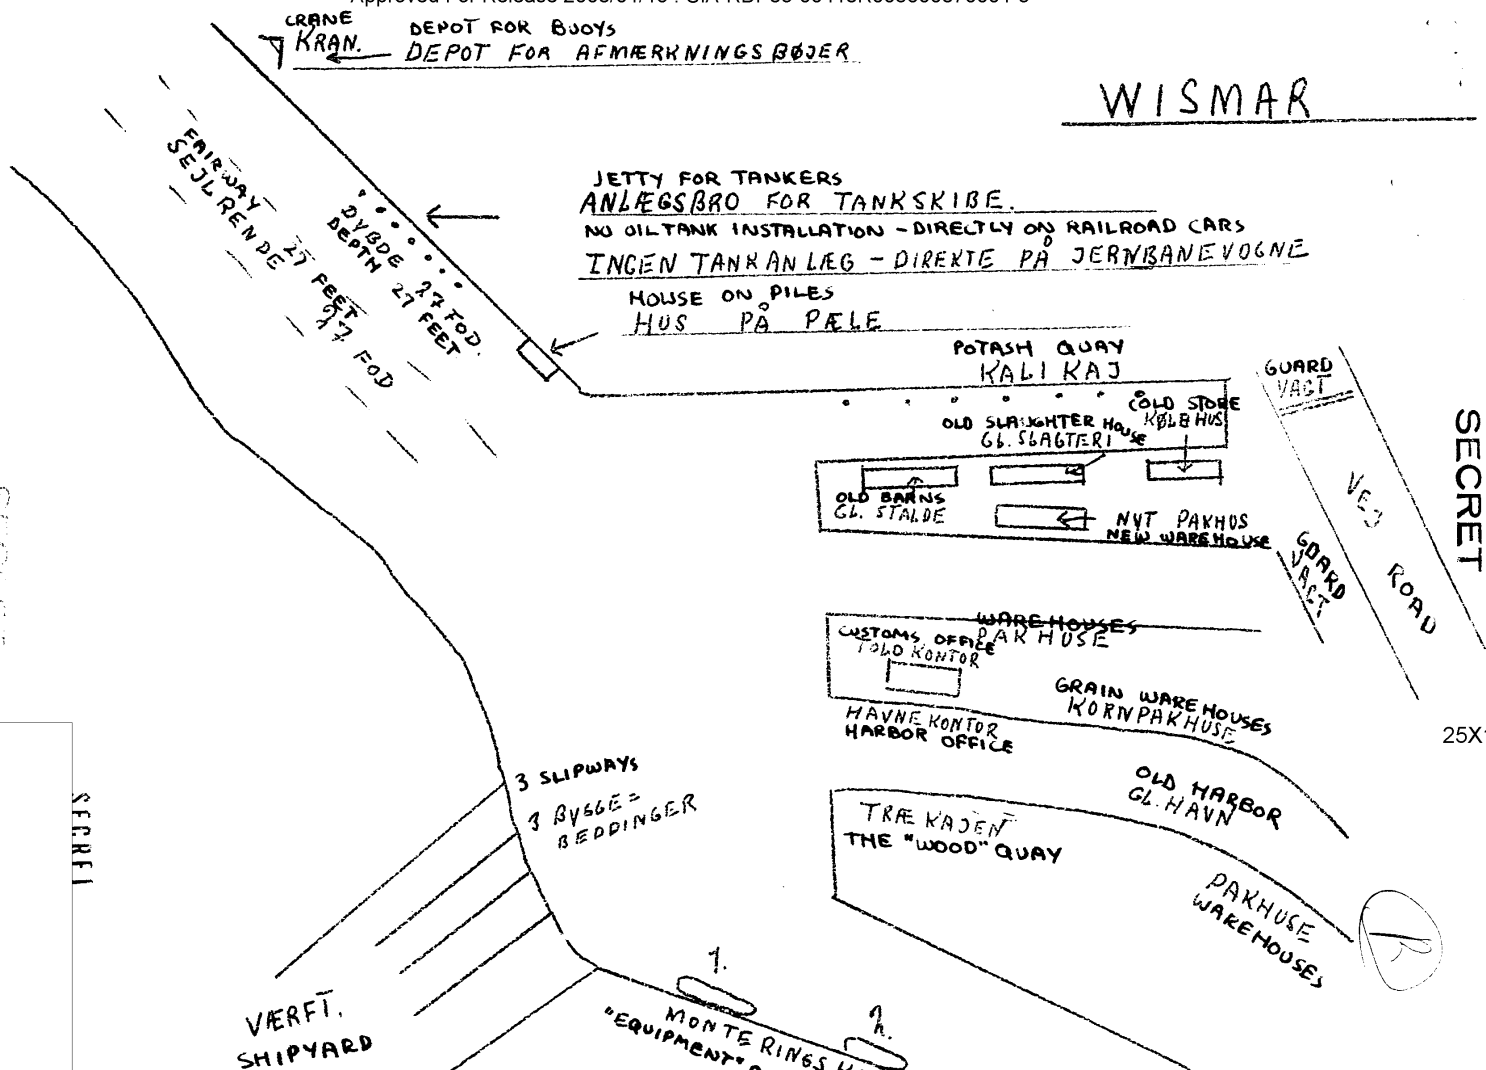 CRANE
KRAN.
DEPOT FOR BUOYS
DEPOT FOR AFMÆRKNINGSBØJER
WISMAR
FAIRWAY 27 FEET
SEJLRENDE 27 FOD
DYBDE 27 FOD.
DEPTH 27 FEET
JETTY FOR TANKERS
ANLÆGSBRO FOR TANKSKIBE.
NO OIL TANK INSTALLATION - DIRECTLY ON RAILROAD CARS
INGEN TANKANLÆG - DIREKTE PÅ JERNBANEVOGNE
HOUSE ON PILES
HUS PÅ PÆLE
POTASH QUAY
KALI KAJ
GUARD
VAGT
COLD STORE
KØLEHUS
OLD SLAUGHTER HOUSE
GL. SLAGTERI
OLD BARNS
GL. STALDE
NYT PAKHUS
NEW WAREHOUSE
SECRET
VEJ
ROAD
GUARD
VAGT
WAREHOUSES
PAKHUSE
CUSTOMS OFFICE
TOLD KONTOR
GRAIN WAREHOUSES
KORNPAKHUSE
HAVNE KONTOR
HARBOR OFFICE
25X1
OLD HARBOR
GL. HAVN
3 SLIPWAYS
3 BYGGE=
BEDDINGER
TRÆ KAJEN
THE "WOOD" QUAY
SECRET
PAKHUSE
WAREHOUSES
VÆRFT.
SHIPYARD
1.
2.
MONTERINGS
"EQUIPMENT"